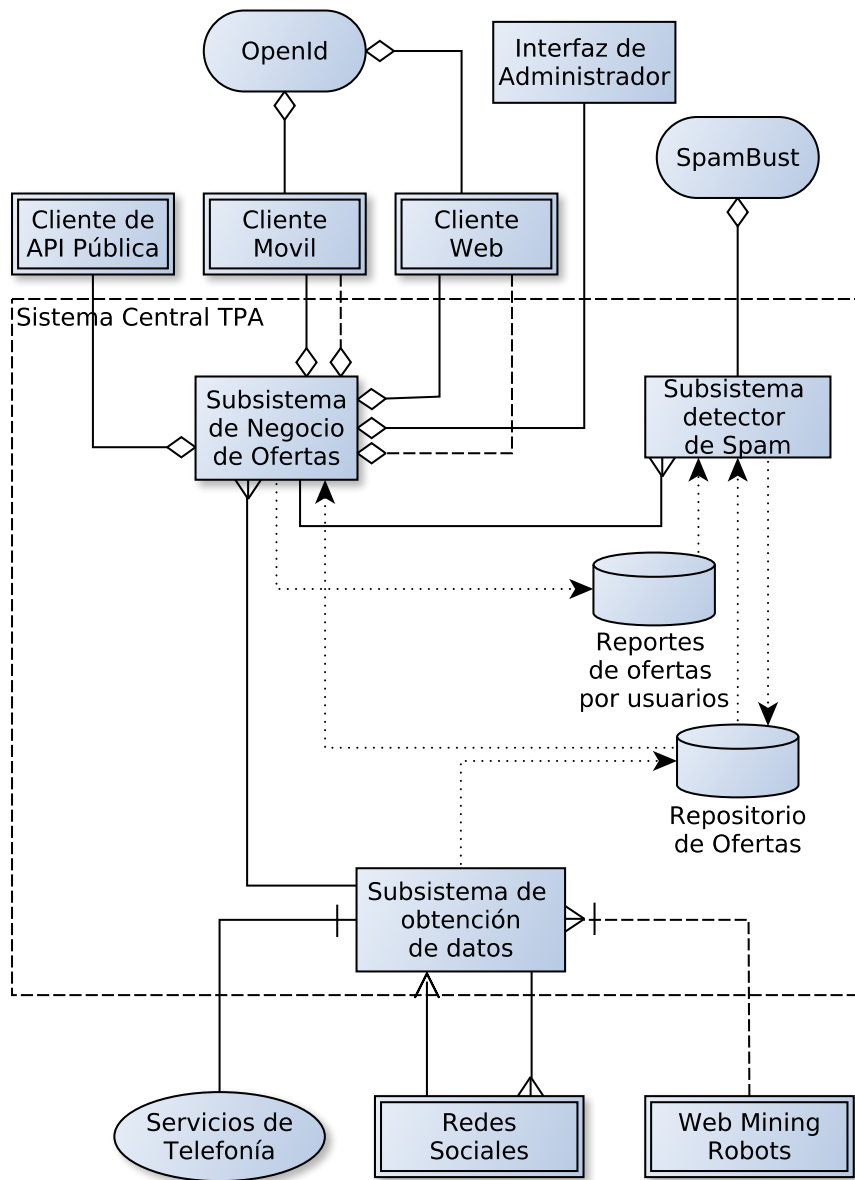 OpenId
Interfaz de
Administrador
SpamBust
Cliente de
API Pública
Cliente
Movil
Cliente
Web
Sistema Central TPA
Subsistema
de Negocio
de Ofertas
Subsistema
detector
de Spam
Reportes
de ofertas
por usuarios
Repositorio
de Ofertas
Subsistema de
obtención
de datos
Servicios de
Telefonía
Redes
Sociales
Web Mining
Robots